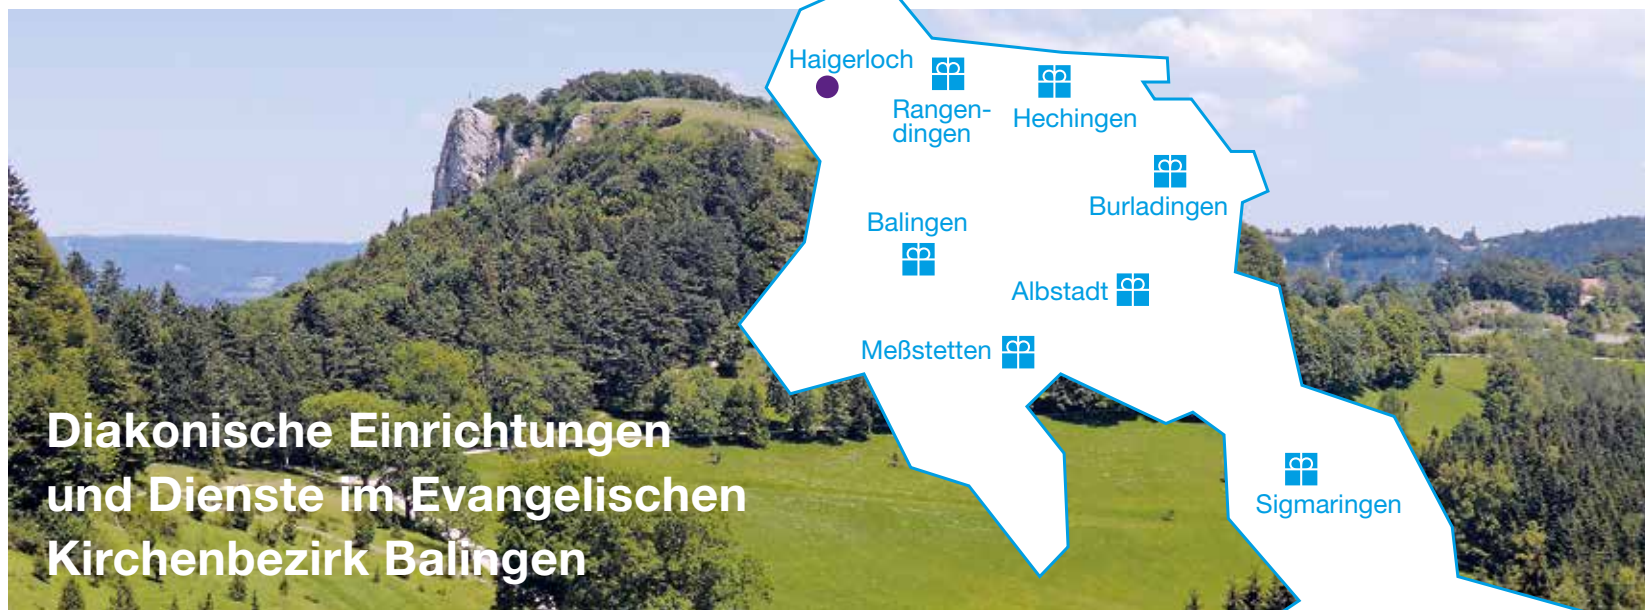 Haigerloch
Rangen-
dingen
Hechingen
Burladingen
Balingen
Albstadt
Meßstetten
Sigmaringen
Diakonische Einrichtungen
und Dienste im Evangelischen
Kirchenbezirk Balingen